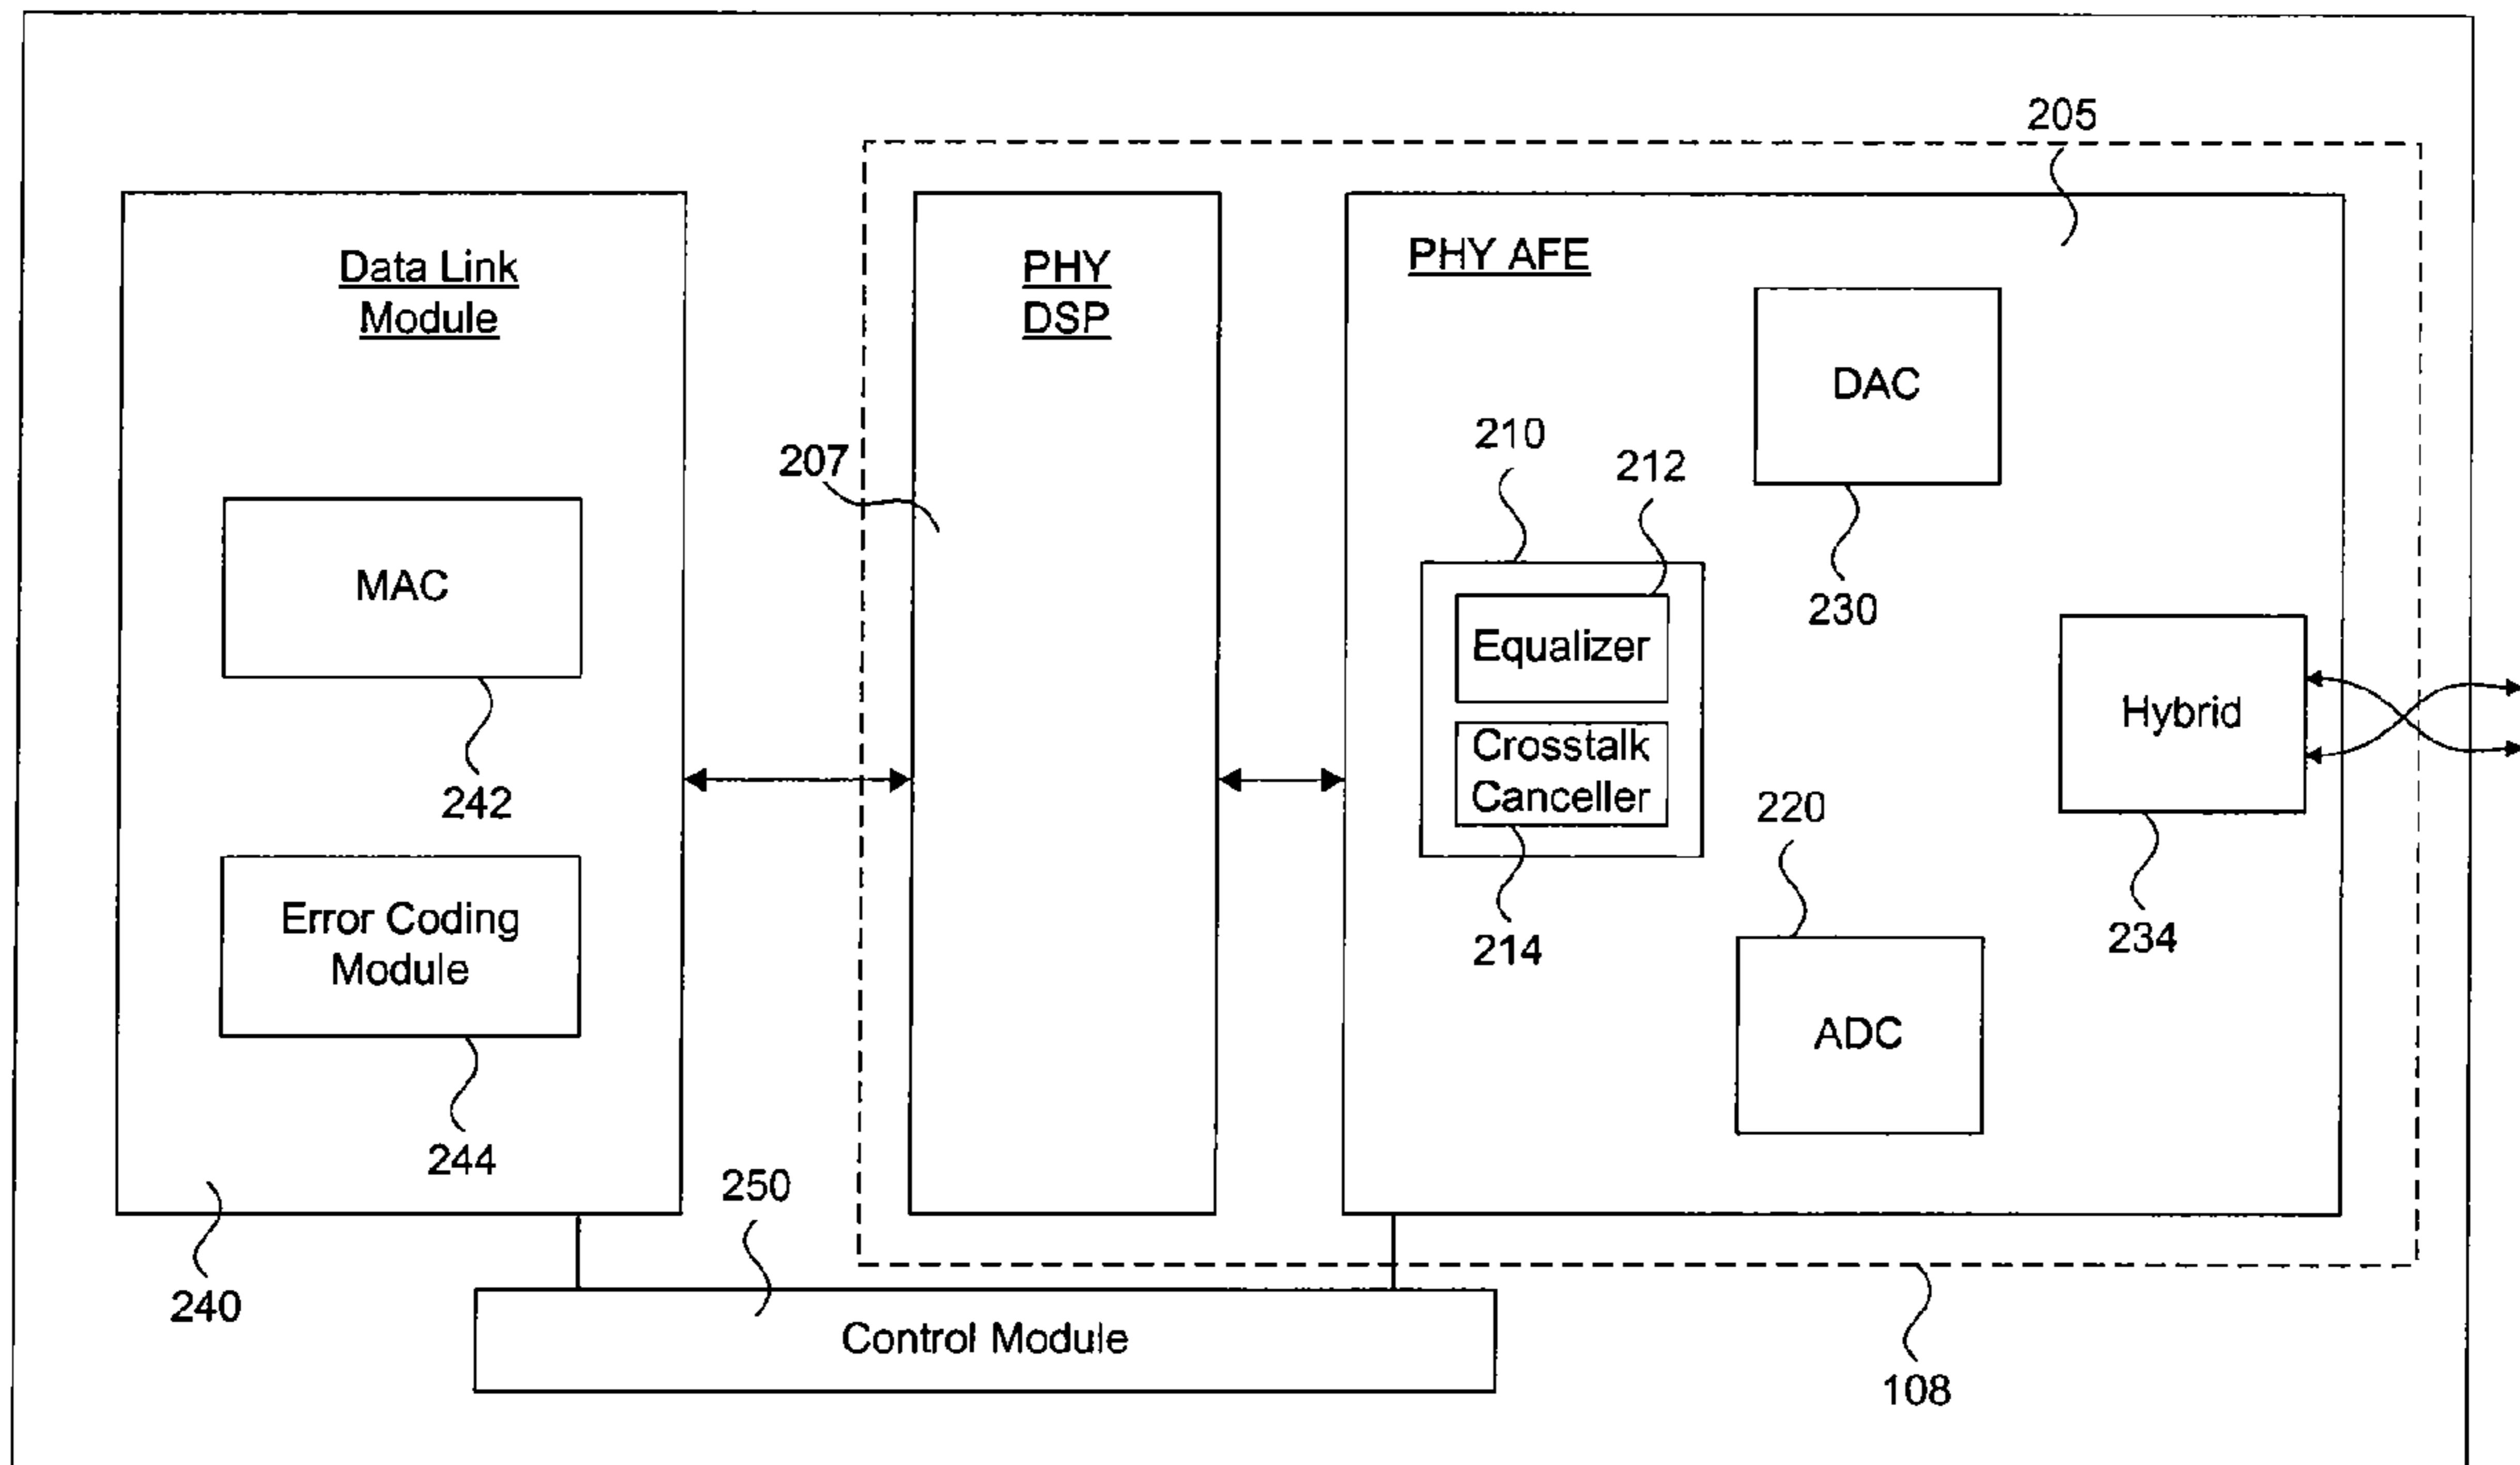 205
Data Link
Module
PHY
DSP
PHY AFE
DAC
207
210
212
MAC
230
Equalizer
Hybrid
Crosstalk
Canceller
242
220
Error Coding
Module
214
234
ADC
244
250
240
Control Module
108